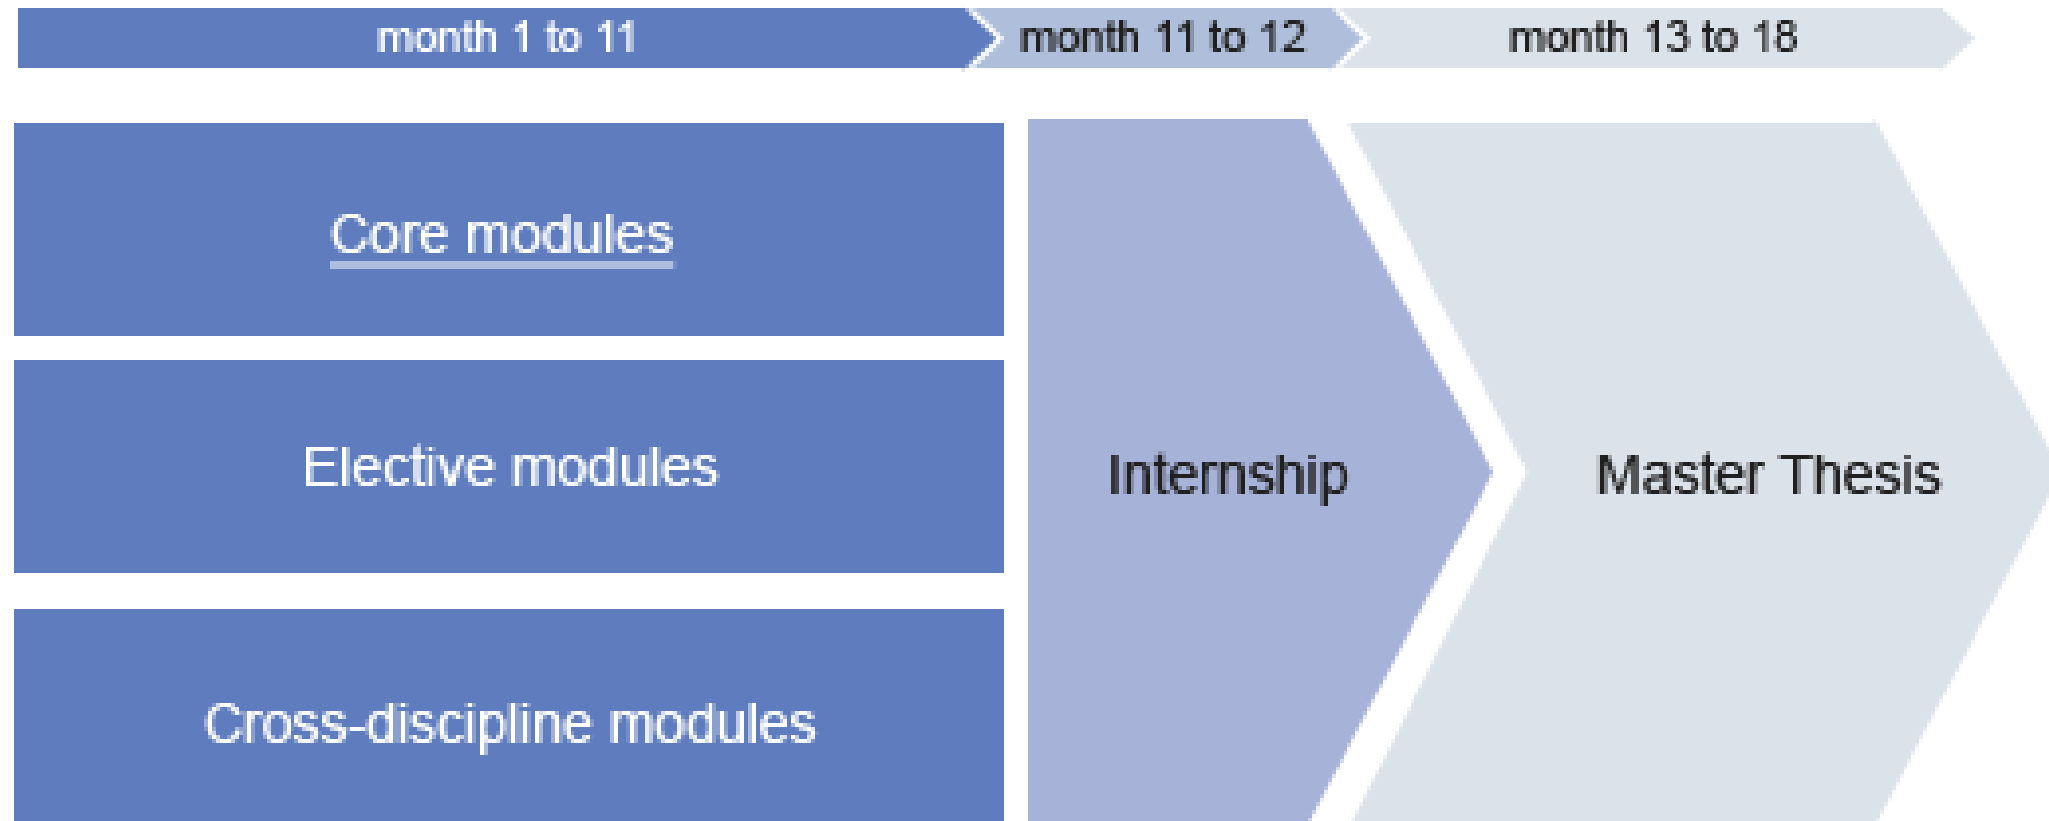 month 1 to 11
month 11 to 12
month 13 to 18
Core modules
Elective modules
Cross-discipline modules
Internship
Master Thesis